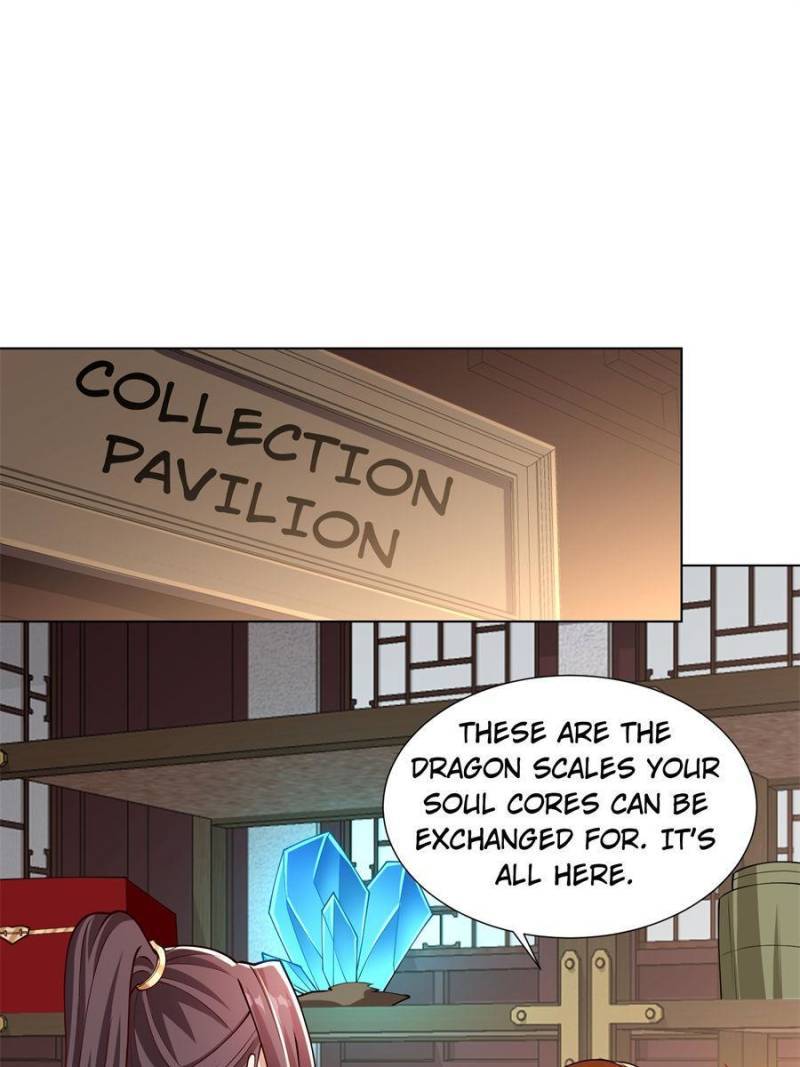 COLLECTION
PAVILION
THESE ARE THE
DRAGON SCALES YOUR
SOUL CORES CAN BE
EXCHANGED FOR. IT'S
ALL HERE.